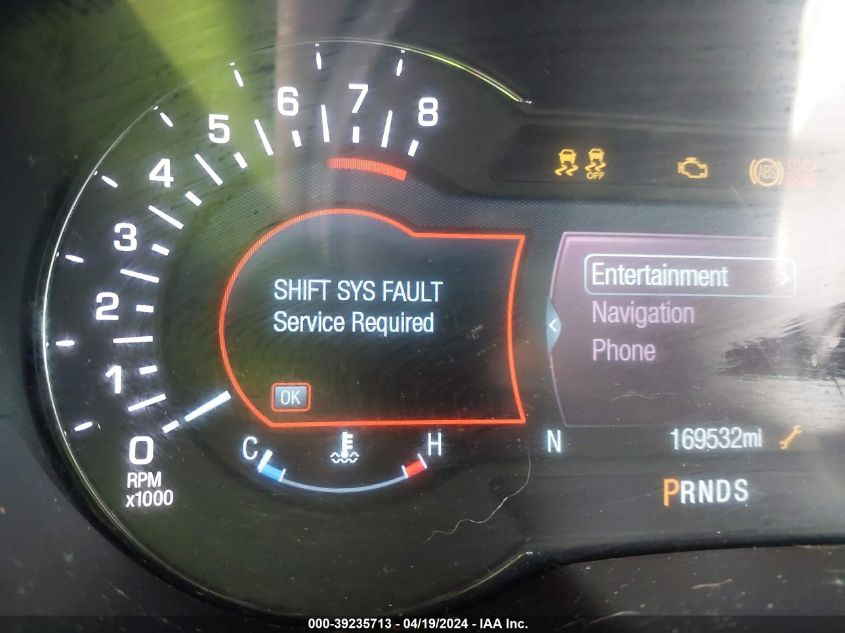 0
1
2
3
4
5
6
7
8
RPM
x1000
OFF
ABS
SHIFT SYS FAULT
Service Required
OK
Entertainment
Navigation
Phone
C
H
N
169532mi
PRNDS
000-39235713 - 04/19/2024 - IAA Inc.